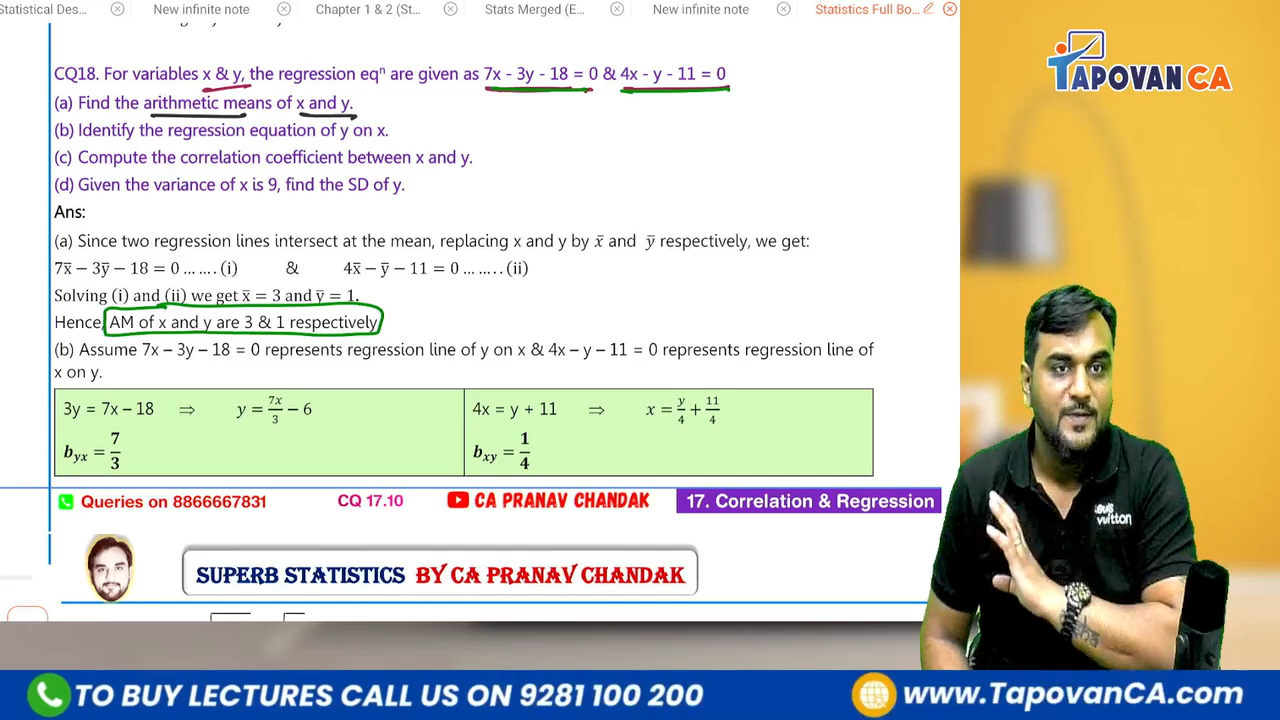 Statistical Des...
New infinite note
Chapter 1 & 2 (St...
Stats Merged (E...
New infinite note
Statistics Full Bo...
TAPOVAN CA
CQ18. For variables x & y, the regression eqⁿ are given as 7x - 3y - 18 = 0 & 4x - y - 11 = 0
(a) Find the arithmetic means of x and y.
(b) Identify the regression equation of y on x.
(c) Compute the correlation coefficient between x and y.
(d) Given the variance of x is 9, find the SD of y.
Ans:
(a) Since two regression lines intersect at the mean, replacing x and y by x̅ and y̅ respectively, we get:
7x̅ − 3y̅ − 18 = 0 ... .... (i) & 4x̅ − y̅ − 11 = 0 ... ..... (ii)
Solving (i) and (ii) we get x̅ = 3 and y̅ = 1.
Hence, AM of x and y are 3 & 1 respectively
(b) Assume 7x – 3y – 18 = 0 represents regression line of y on x & 4x – y – 11 = 0 represents regression line of
x on y.
3y = 7x – 18 ⇒ y = 7x/3 − 6
4x = y + 11 ⇒ x = y/4 + 11/4
b_yx = 7/3
b_xy = 1/4
Queries on 8866667831
CQ 17.10
CA PRANAV CHANDAK
17. Correlation & Regression
SUPERB STATISTICS BY CA PRANAV CHANDAK
Louis
vuitton
TO BUY LECTURES CALL US ON 9281 100 200
www.TapovanCA.com